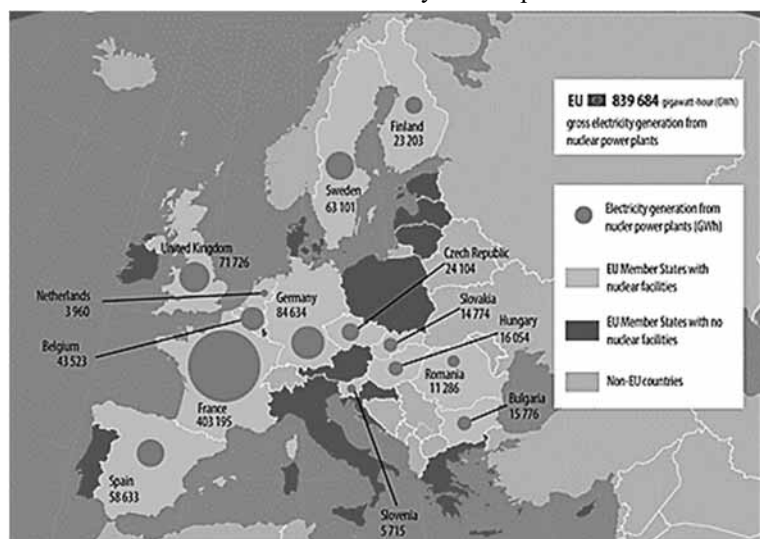 Finland
23 203
Sweden
63 101
United Kingdom
71 726
Netherlands
3 960
Belgium
43 523
Germany
84 634
France
403 195
Spain
58 633
Czech Republic
24 104
Slovakia
14 774
Hungary
16 054
Romania
11 286
Bulgaria
15 776
Slovenia
5 715
EU 839 684 gigawatt-hour (GWh)
gross electricity generation from
nuclear power plants
Electricity generation from
nucler power plants (GWh)
EU Member States with
nuclear facilities
EU Member States with no
nuclear facilities
Non-EU countries